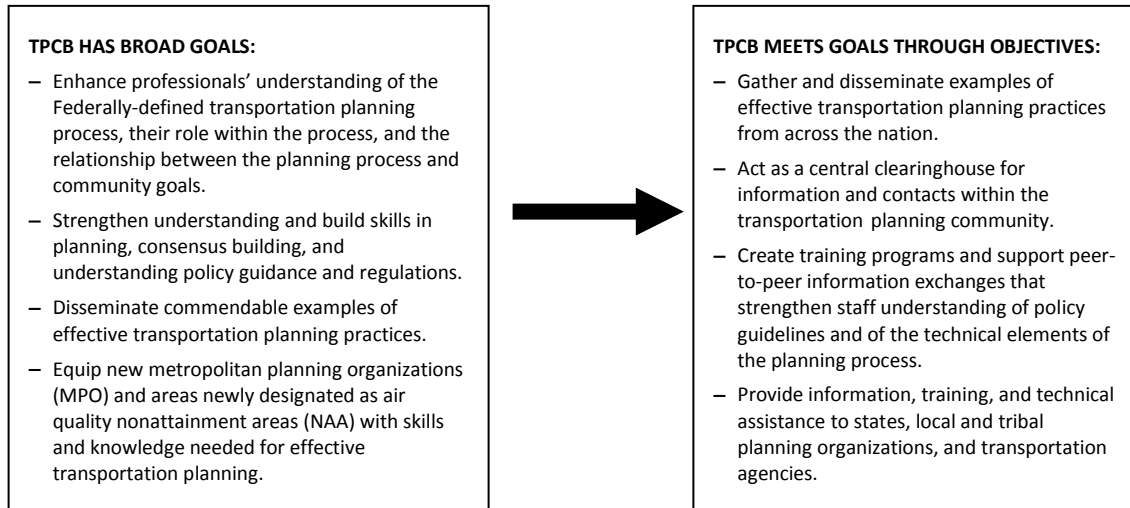 TPCB HAS BROAD GOALS:
– Enhance professionals’ understanding of the
Federally-defined transportation planning
process, their role within the process, and the
relationship between the planning process and
community goals.
– Strengthen understanding and build skills in
planning, consensus building, and
understanding policy guidance and regulations.
– Disseminate commendable examples of
effective transportation planning practices.
– Equip new metropolitan planning organizations
(MPO) and areas newly designated as air
quality nonattainment areas (NAA) with skills
and knowledge needed for effective
transportation planning.
TPCB MEETS GOALS THROUGH OBJECTIVES:
– Gather and disseminate examples of
effective transportation planning practices
from across the nation.
– Act as a central clearinghouse for
information and contacts within the
transportation planning community.
– Create training programs and support peer-
to-peer information exchanges that
strengthen staff understanding of policy
guidelines and of the technical elements of
the planning process.
– Provide information, training, and technical
assistance to states, local and tribal
planning organizations, and transportation
agencies.